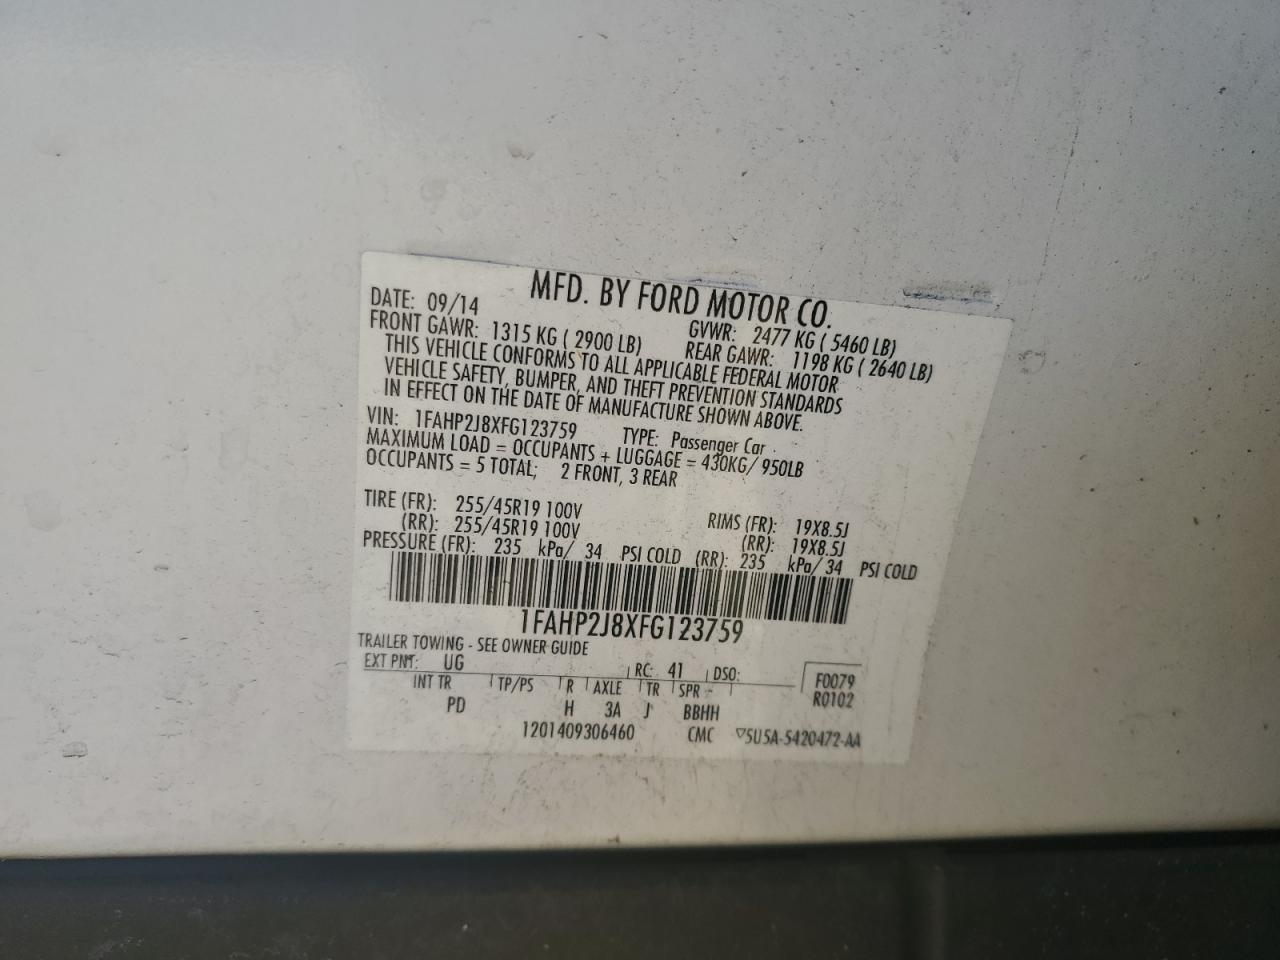 MFD. BY FORD MOTOR CO.
DATE: 09/14 GVWR: 2477 KG ( 5460 LB)
FRONT GAWR: 1315 KG ( 2900 LB) REAR GAWR: 1198 KG ( 2640 LB)
THIS VEHICLE CONFORMS TO ALL APPLICABLE FEDERAL MOTOR
VEHICLE SAFETY, BUMPER, AND THEFT PREVENTION STANDARDS
IN EFFECT ON THE DATE OF MANUFACTURE SHOWN ABOVE.
VIN: 1FAHP2J8XFG123759 TYPE: Passenger Car
MAXIMUM LOAD = OCCUPANTS + LUGGAGE = 430KG/ 950LB
OCCUPANTS = 5 TOTAL; 2 FRONT, 3 REAR
TIRE (FR): 255/45R19 100V RIMS (FR): 19X8.5J
(RR): 255/45R19 100V (RR): 19X8.5J
PRESSURE (FR): 235 kPa/ 34 PSI COLD (RR): 235 kPa/ 34 PSI COLD
1FAHP2J8XFG123759
TRAILER TOWING - SEE OWNER GUIDE
EXT PNT: UG RC: 41 DSO: F0079
INT TR TP/PS R AXLE TR SPR R0102
PD H 3A J BBHH
1201409306460 CMC ▽5U5A-5420472-AA